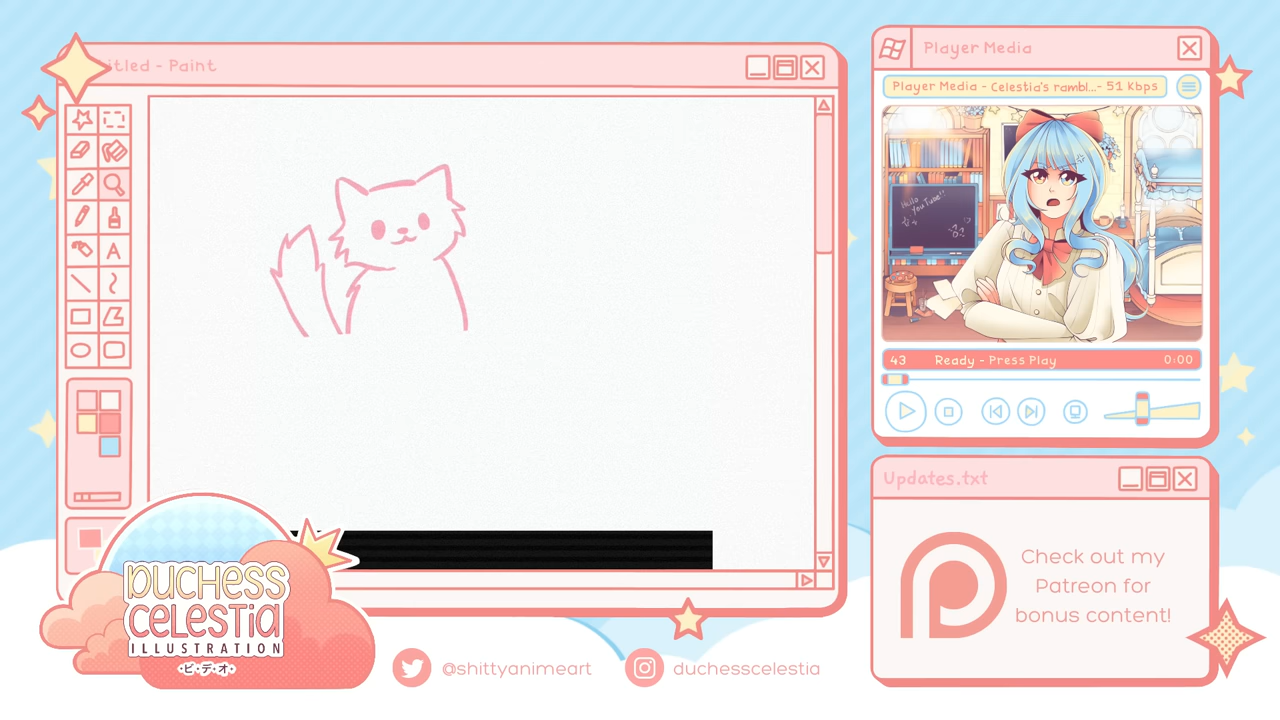 Untitled - Paint
Player Media
Player Media - Celestia's rambl...- 51 Kbps
Hello
YouTube!!
43 Ready - Press Play 0:00
A
Updates.txt
Check out my
Patreon for
bonus content!
DUCHESS
CELESTIA
ILLUSTRATION
・ビ・デ・オ・
@shittyanimeart
duchesscelestia